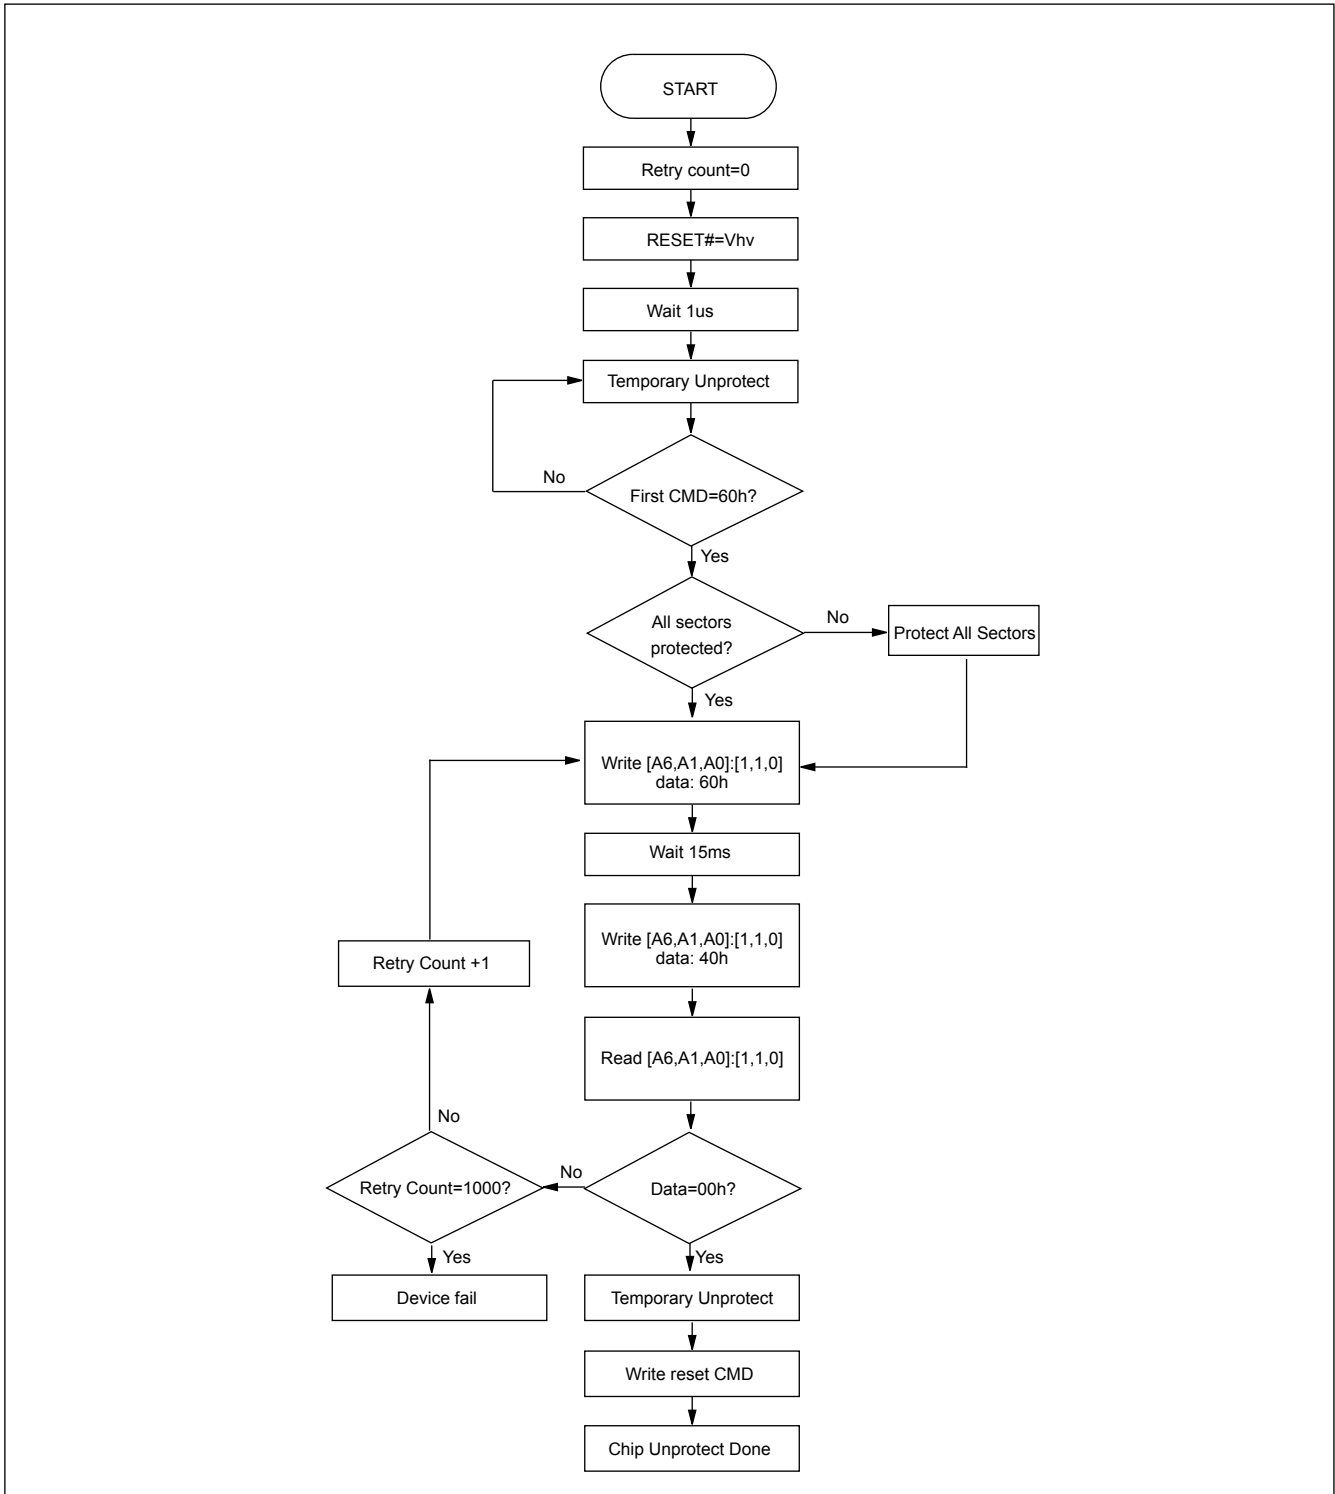 START
Retry count=0
RESET#=Vhv
Wait 1us
Temporary Unprotect
No
First CMD=60h?
Yes
All sectors
protected?
No
Protect All Sectors
Yes
Write [A6,A1,A0]:[1,1,0]
data: 60h
Wait 15ms
Write [A6,A1,A0]:[1,1,0]
data: 40h
Retry Count +1
Read [A6,A1,A0]:[1,1,0]
No
Retry Count=1000?
No
Data=00h?
Yes
Yes
Device fail
Temporary Unprotect
Write reset CMD
Chip Unprotect Done